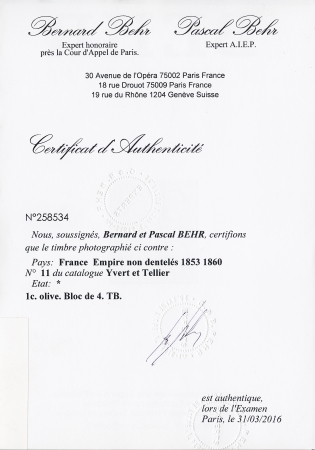 Bernard Behr
Expert honoraire
près la Cour d'Appel de Paris.
Pascal Behr
Expert A.I.E.P.
30 Avenue de l'Opéra 75002 Paris France
18 rue Drouot 75009 Paris France
19 rue du Rhône 1204 Genève Suisse
Certificat d'Authenticité
N°258534
Nous, soussignés, Bernard et Pascal BEHR, certifions
que le timbre photographié ci contre :
Pays: France Empire non dentelés 1853 1860
N° 11 du catalogue Yvert et Tellier
Etat: *
1c. olive. Bloc de 4. TB.
est authentique,
lors de l'Examen
Paris, le 31/03/2016